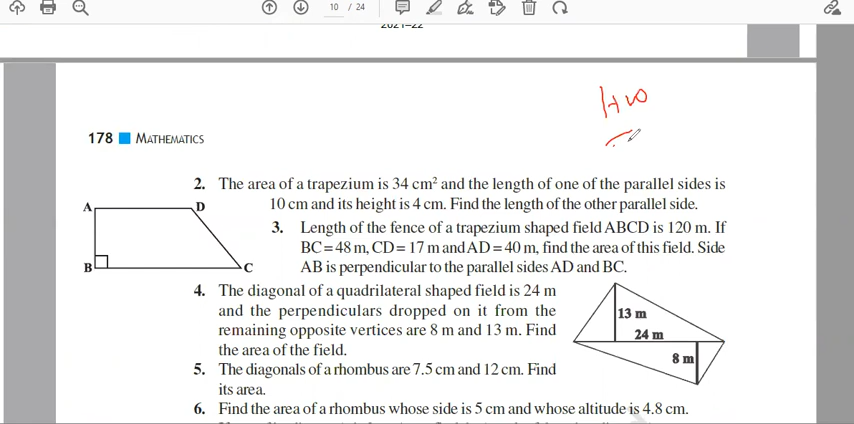 10 / 24
2021–22
HW
178 MATHEMATICS
2. The area of a trapezium is 34 cm² and the length of one of the parallel sides is
10 cm and its height is 4 cm. Find the length of the other parallel side.
A D
B C
3. Length of the fence of a trapezium shaped field ABCD is 120 m. If
BC = 48 m, CD = 17 m and AD = 40 m, find the area of this field. Side
AB is perpendicular to the parallel sides AD and BC.
4. The diagonal of a quadrilateral shaped field is 24 m
and the perpendiculars dropped on it from the
remaining opposite vertices are 8 m and 13 m. Find
the area of the field.
13 m
24 m
8 m
5. The diagonals of a rhombus are 7.5 cm and 12 cm. Find
its area.
6. Find the area of a rhombus whose side is 5 cm and whose altitude is 4.8 cm.